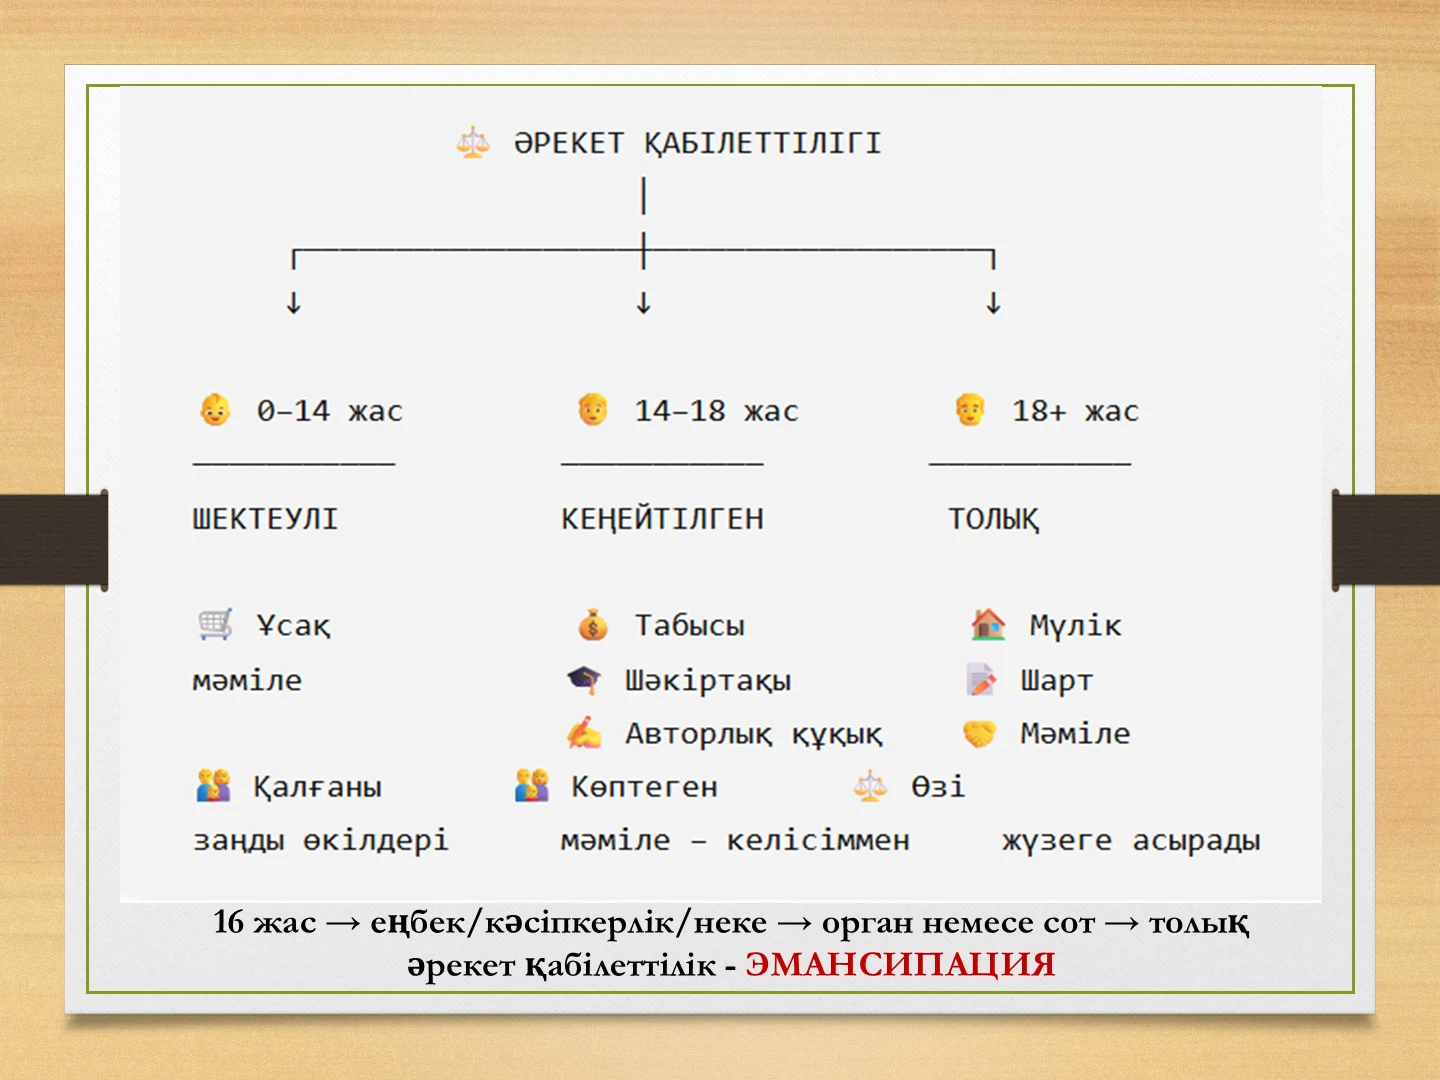 ӘРЕКЕТ ҚАБІЛЕТТІЛІГІ
0–14 жас 14–18 жас 18+ жас
ШЕКТЕУЛІ КЕҢЕЙТІЛГЕН ТОЛЫҚ
Ұсақ Табысы Мүлік
мәміле Шәкіртақы Шарт
Авторлық құқық Мәміле
Қалғаны Көптеген Өзі
заңды өкілдері мәміле – келісіммен жүзеге асырады
16 жас → еңбек/кәсіпкерлік/неке → орган немесе сот → толық
әрекет қабілеттілік - ЭМАНСИПАЦИЯ